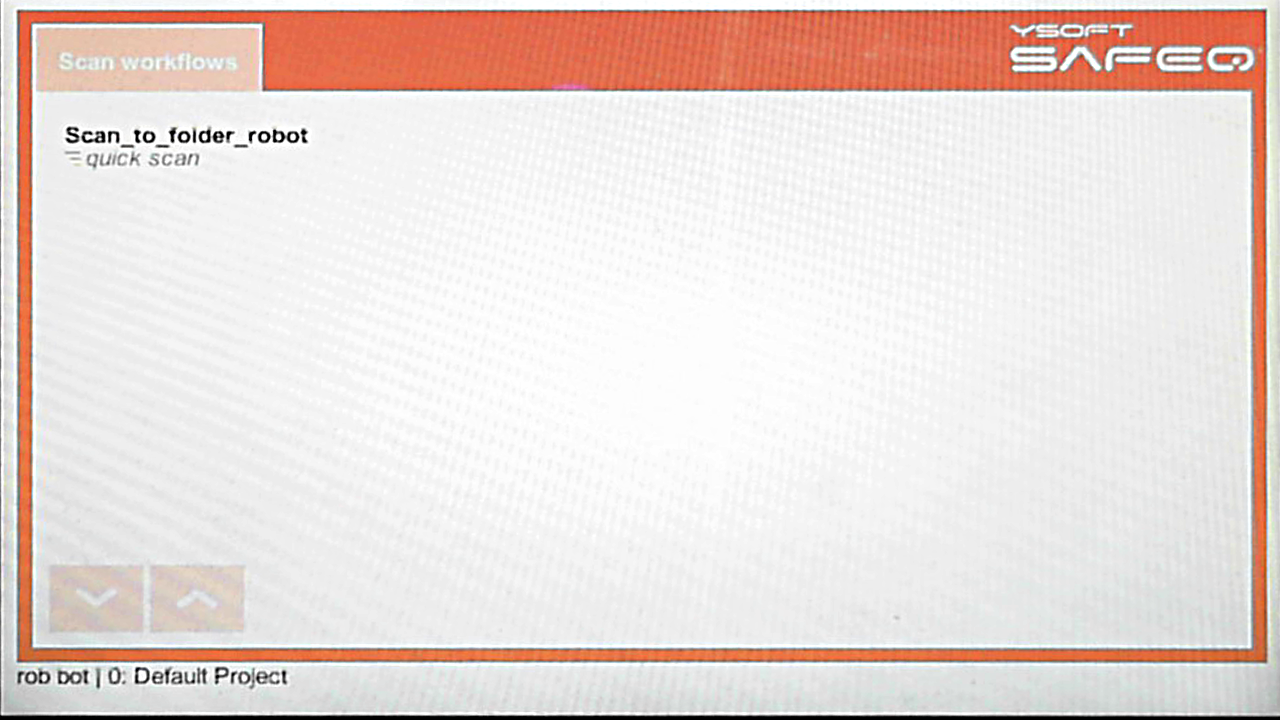 Scan workflows
YSOFT
SAFEQ
Scan_to_folder_robot
quick scan
rob bot | 0: Default Project